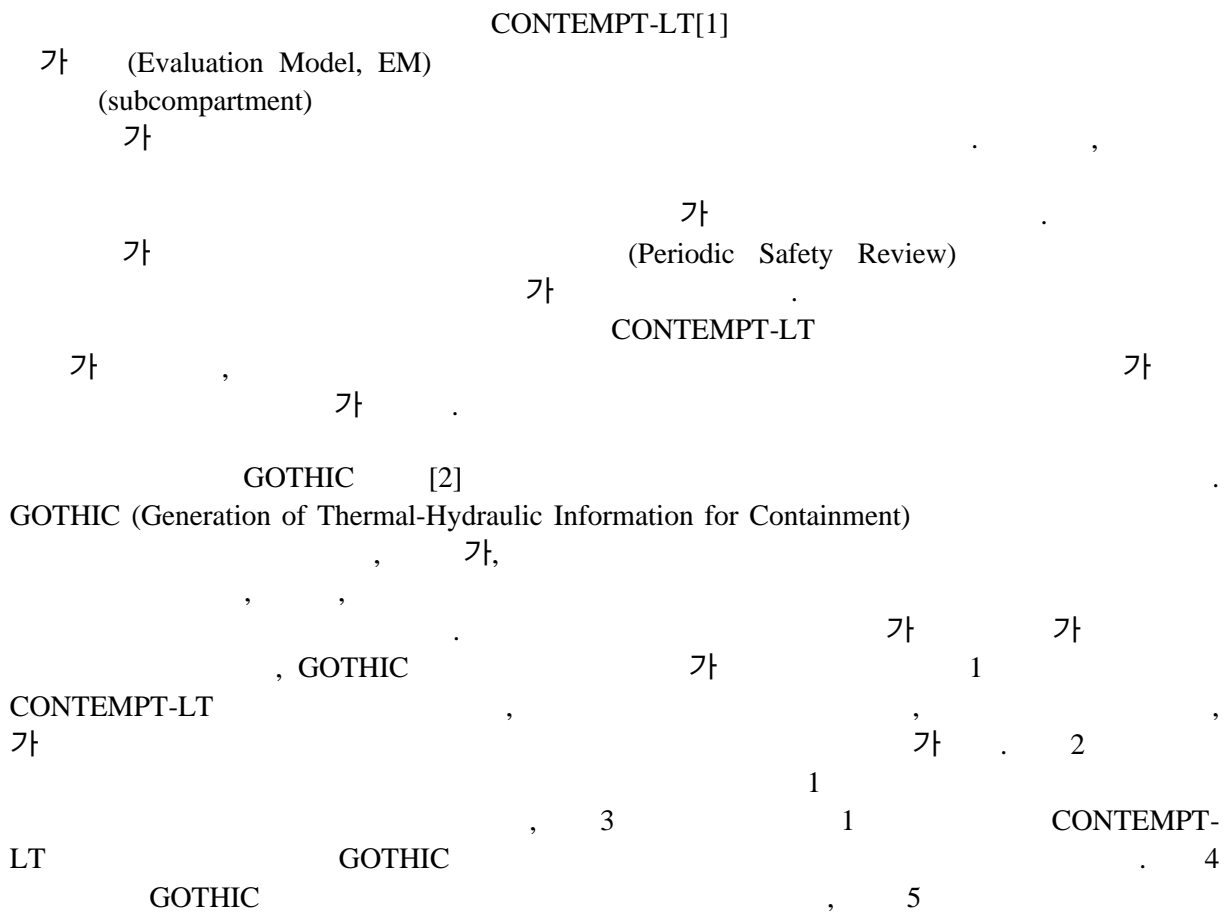 CONTEMPT-LT[1]
가 (Evaluation Model, EM)
(subcompartment)
가 . ,
가 .
가 (Periodic Safety Review)
가 .
CONTEMPT-LT
가 , 가
가 .
GOTHIC [2] .
GOTHIC (Generation of Thermal-Hydraulic Information for Containment)
, 가,
, ,
. 가 가
, GOTHIC 가 1
CONTEMPT-LT , , ,
가 가 . 2
1
, 3 1 CONTEMPT-
LT GOTHIC . 4
GOTHIC , 5